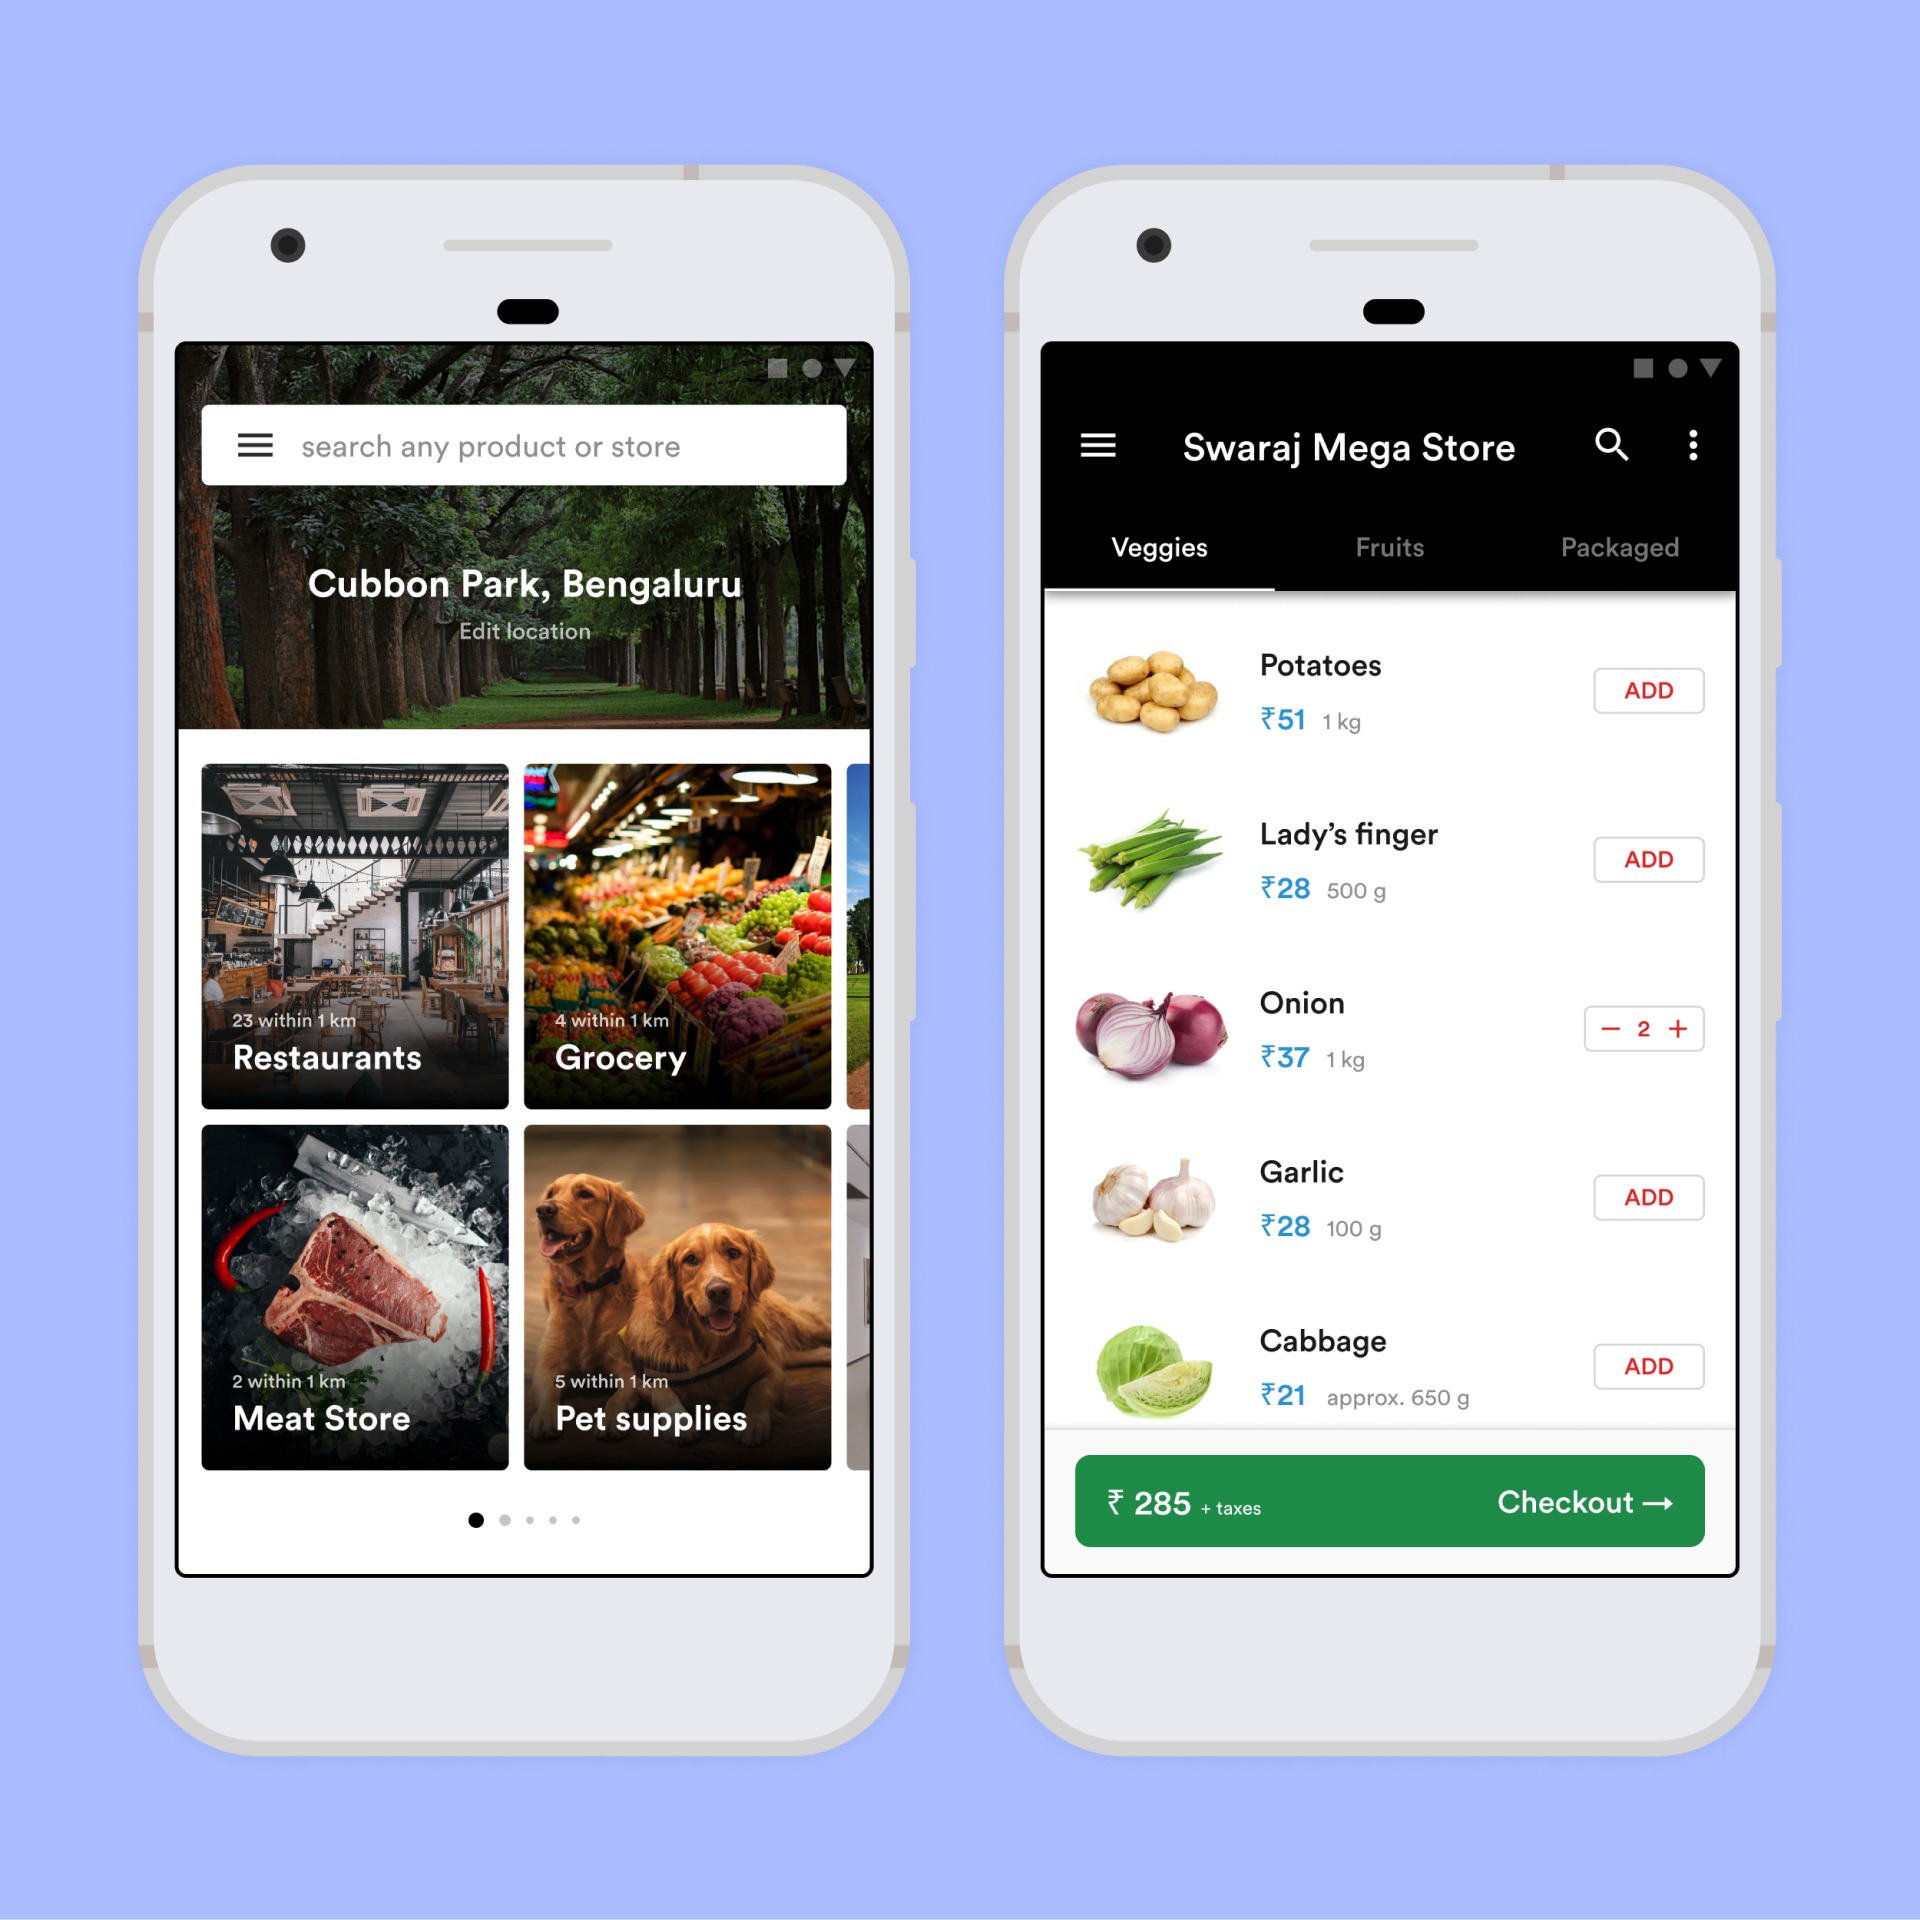 search any product or store
Cubbon Park, Bengaluru
Edit location
23 within 1 km
Restaurants
4 within 1 km
Grocery
2 within 1 km
Meat Store
5 within 1 km
Pet supplies
Swaraj Mega Store
Veggies Fruits Packaged
Potatoes
₹51 1 kg
ADD
Lady’s finger
₹28 500 g
ADD
Onion
₹37 1 kg
− 2 +
Garlic
₹28 100 g
ADD
Cabbage
₹21 approx. 650 g
ADD
₹ 285 + taxes Checkout →